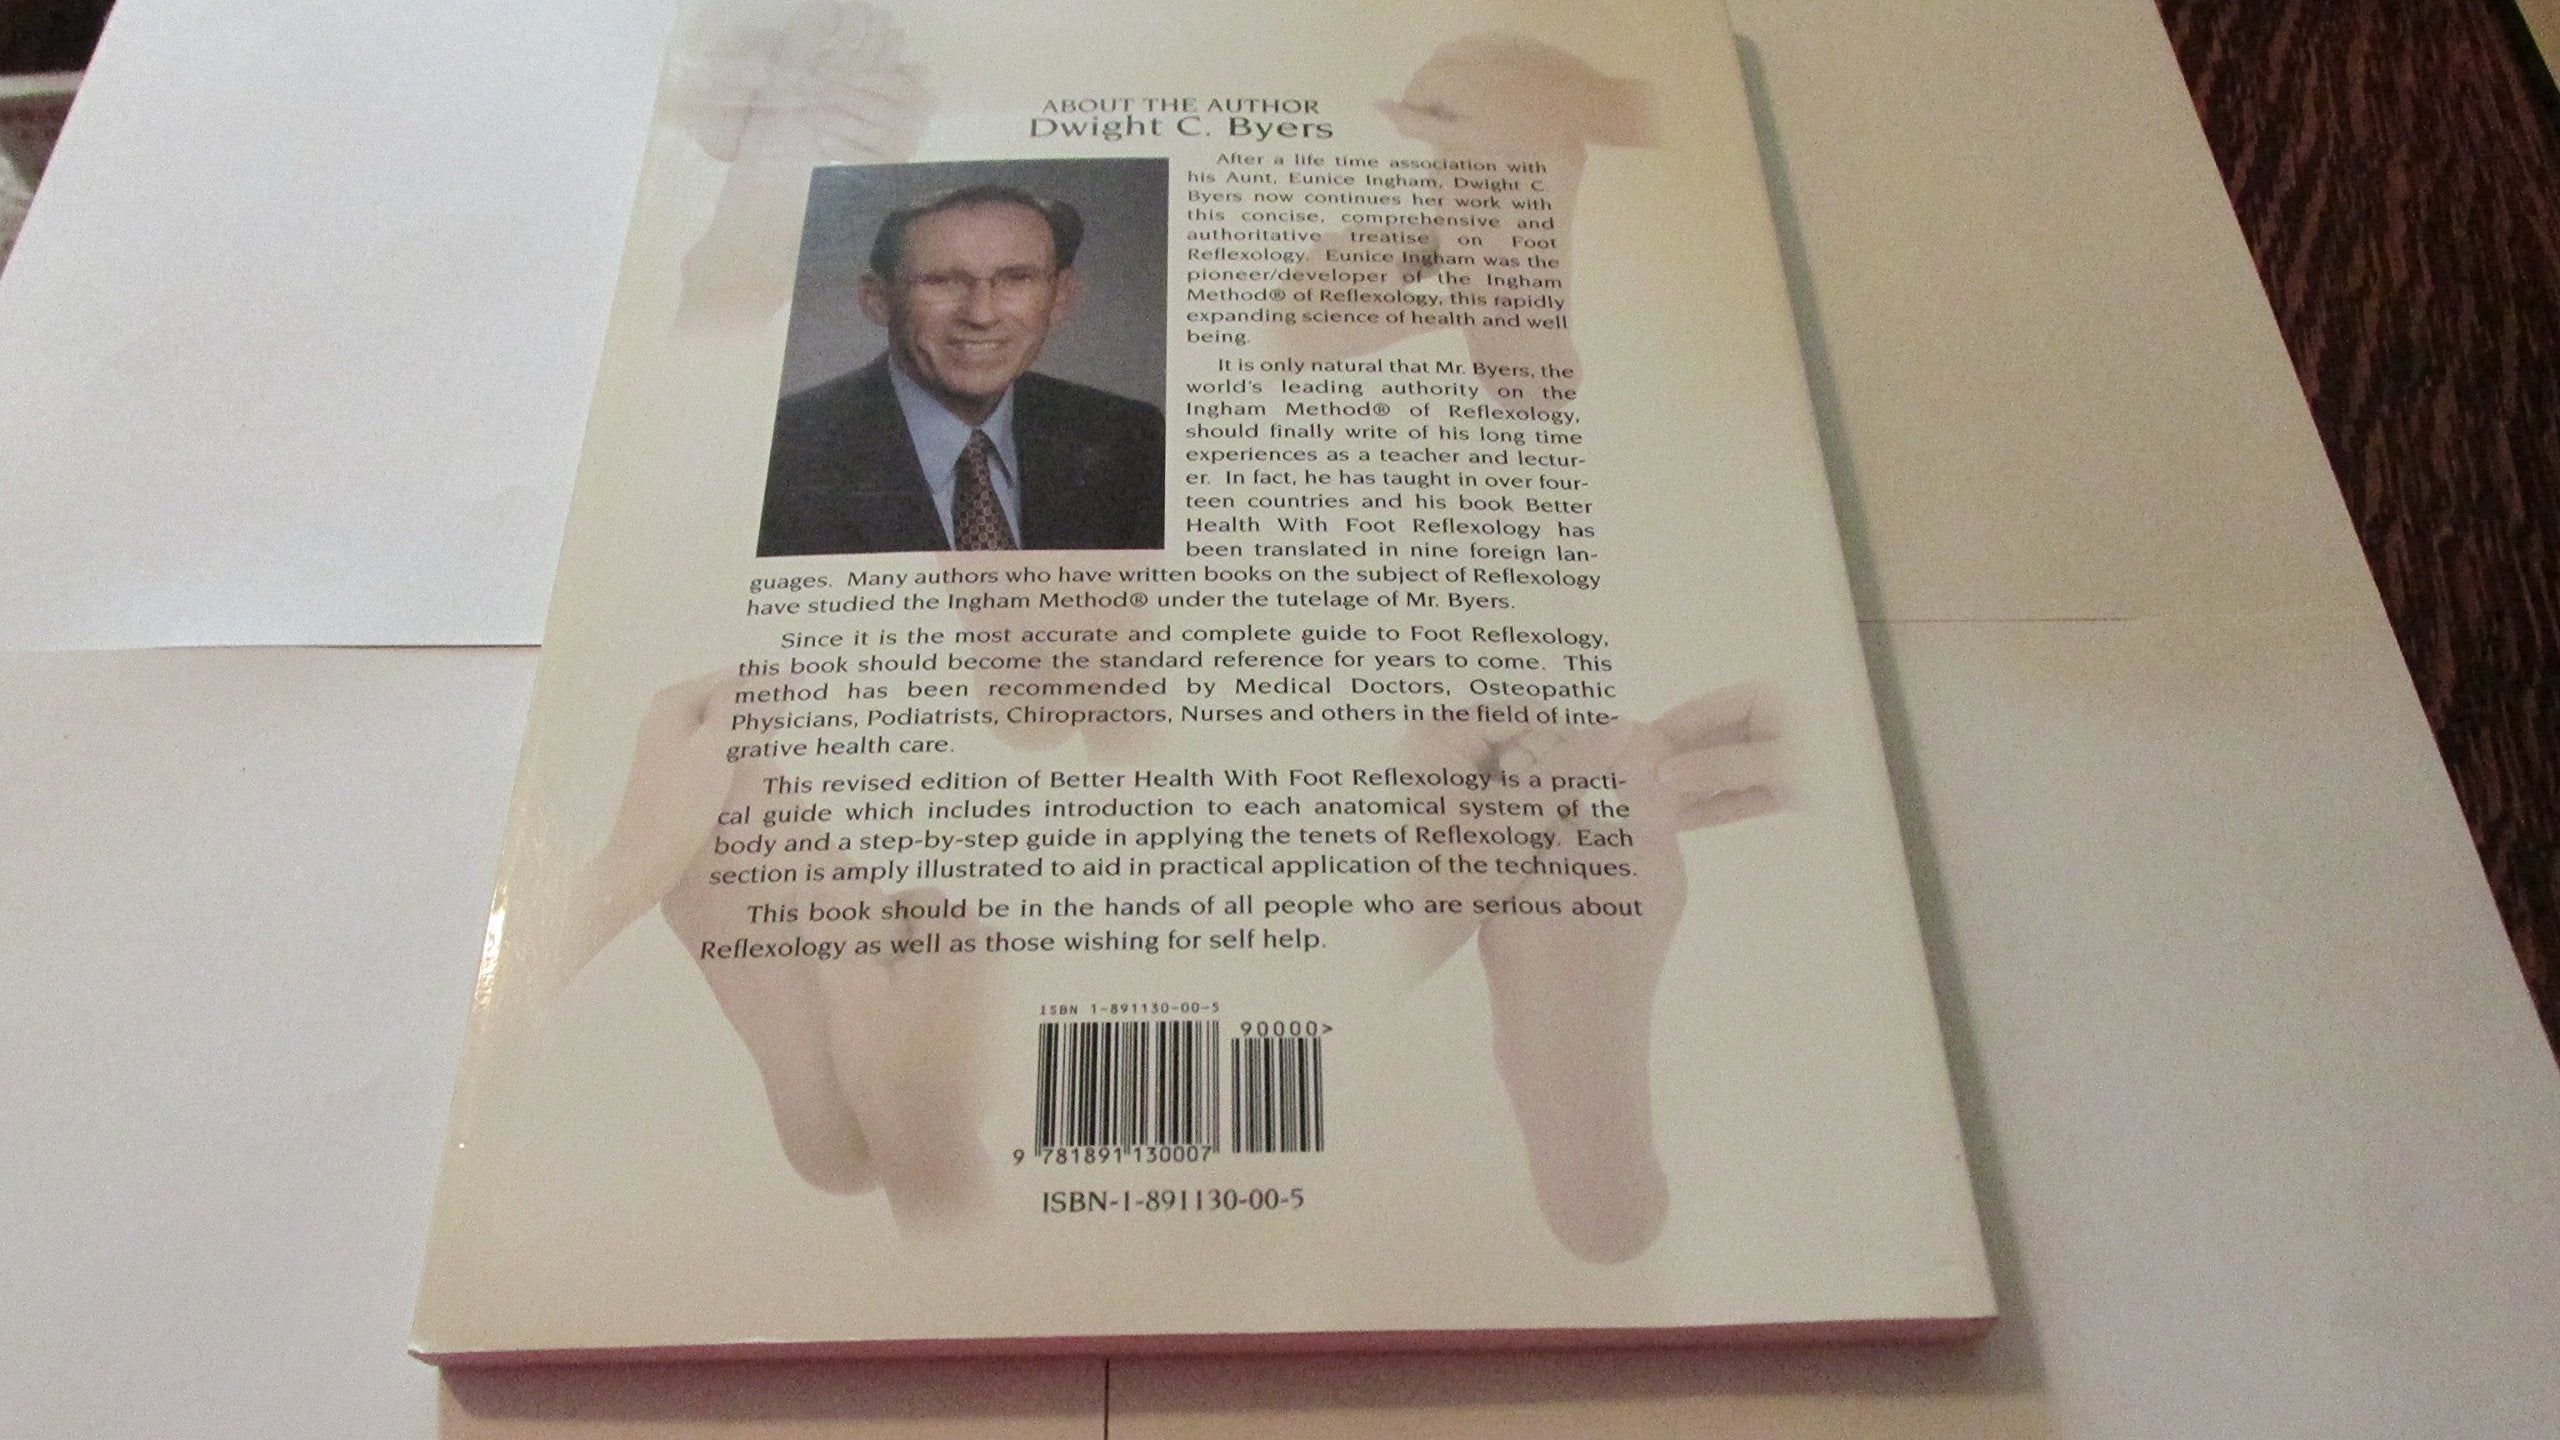 ABOUT THE AUTHOR
Dwight C. Byers
After a life time association with
his Aunt, Eunice Ingham, Dwight C.
Byers now continues her work with
this concise, comprehensive and
authoritative treatise on Foot
Reflexology. Eunice Ingham was the
pioneer/developer of the Ingham
Method® of Reflexology, this rapidly
expanding science of health and well
being.
It is only natural that Mr. Byers, the
world's leading authority on the
Ingham Method® of Reflexology,
should finally write of his long time
experiences as a teacher and lectur-
er. In fact, he has taught in over four-
teen countries and his book Better
Health With Foot Reflexology has
been translated in nine foreign lan-
guages. Many authors who have written books on the subject of Reflexology
have studied the Ingham Method® under the tutelage of Mr. Byers.
Since it is the most accurate and complete guide to Foot Reflexology,
this book should become the standard reference for years to come. This
method has been recommended by Medical Doctors, Osteopathic
Physicians, Podiatrists, Chiropractors, Nurses and others in the field of inte-
grative health care.
This revised edition of Better Health With Foot Reflexology is a practi-
cal guide which includes introduction to each anatomical system of the
body and a step-by-step guide in applying the tenets of Reflexology. Each
section is amply illustrated to aid in practical application of the techniques.
This book should be in the hands of all people who are serious about
Reflexology as well as those wishing for self help.
ISBN 1-891130-00-5
90000>
9 781891 130007
ISBN-1-891130-00-5